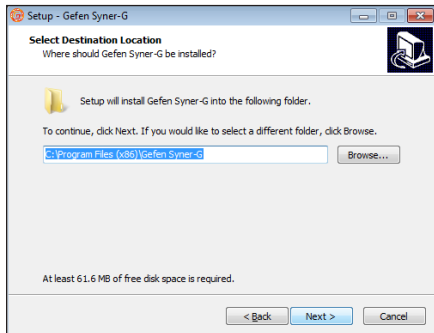 Setup - Gefen Syner-G
Select Destination Location
Where should Gefen Syner-G be installed?
Setup will install Gefen Syner-G into the following folder.
To continue, click Next. If you would like to select a different folder, click Browse.
C:\Program Files (x86)\Gefen Syner-G
Browse...
At least 61.6 MB of free disk space is required.
< Back
Next >
Cancel